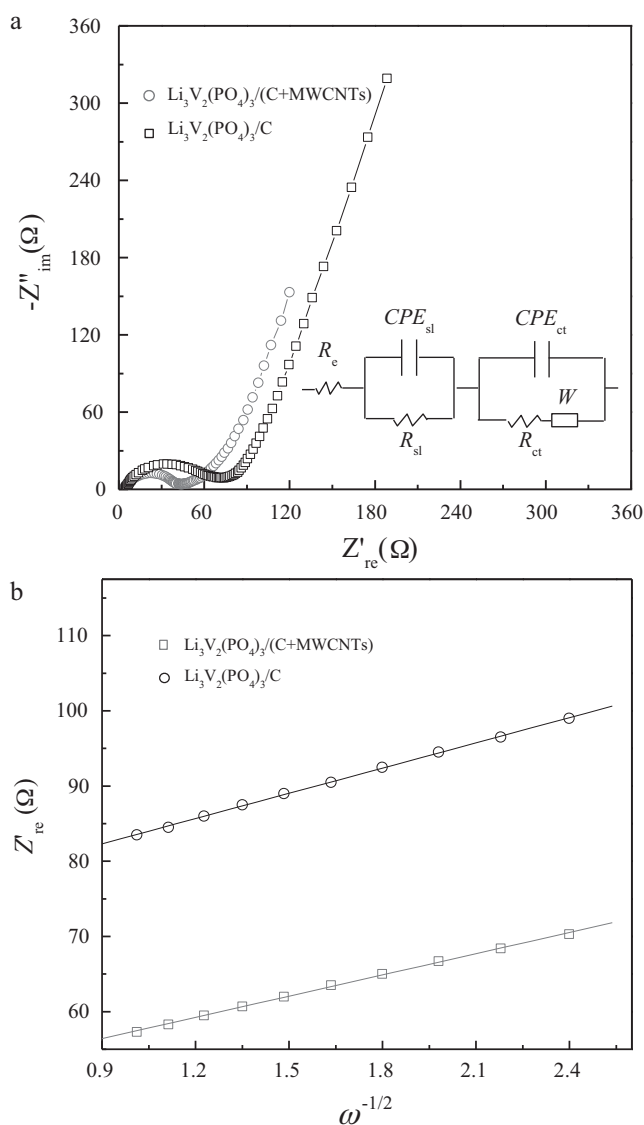 a
360
300
240
180
120
60
0
-Z"im(Ω)
Li3V2(PO4)3/(C+MWCNTs)
Li3V2(PO4)3/C
Re
CPEsl
Rsl
CPEct
W
Rct
0 60 120 180 240 300 360
Z're(Ω)
b
110
100
90
80
70
60
Z're (Ω)
Li3V2(PO4)3/(C+MWCNTs)
Li3V2(PO4)3/C
0.9 1.2 1.5 1.8 2.1 2.4
ω-1/2